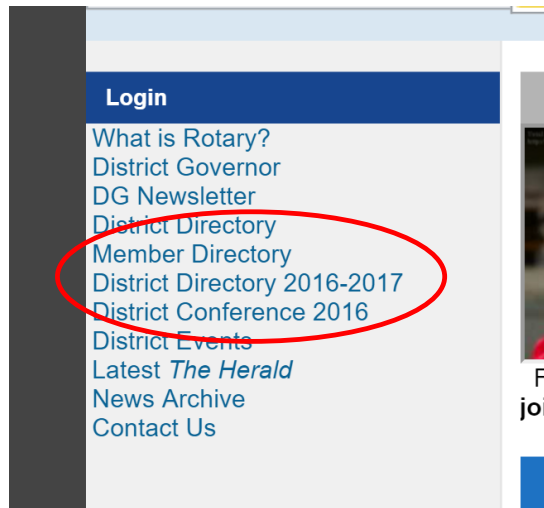 Login
What is Rotary?
District Governor
DG Newsletter
District Directory
Member Directory
District Directory 2016-2017
District Conference 2016
District Events
Latest The Herald
News Archive
Contact Us